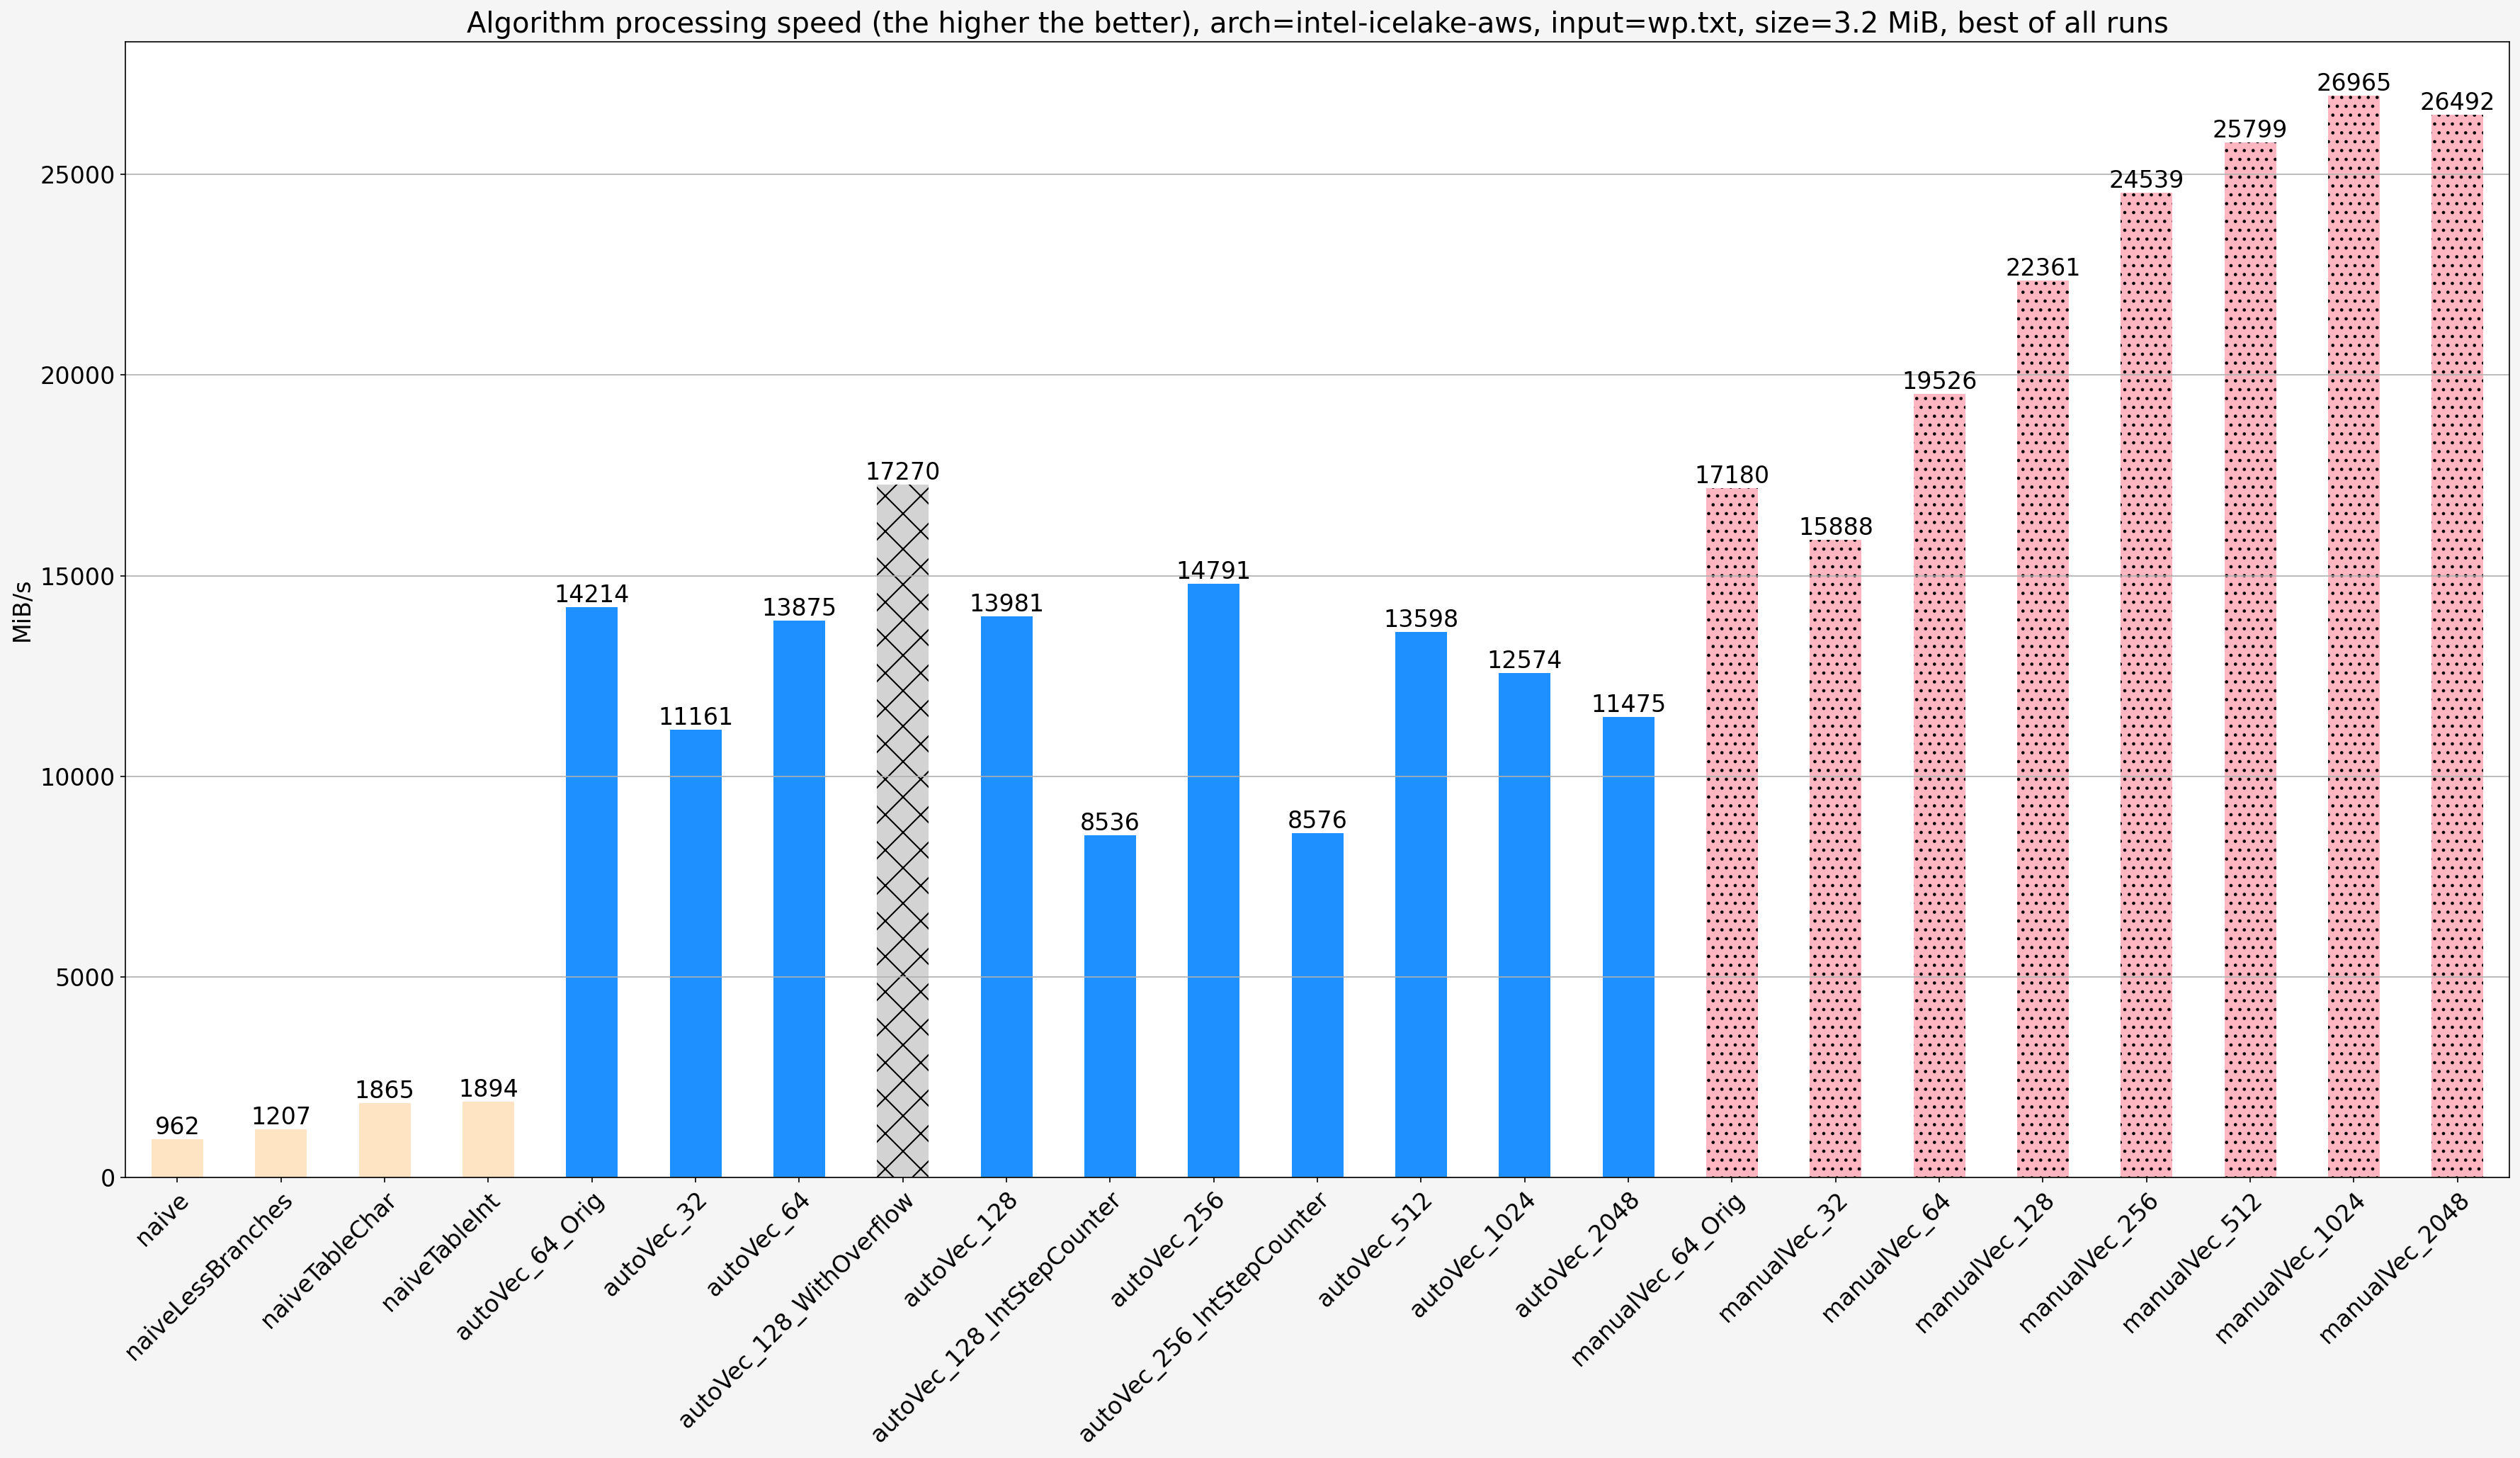 Algorithm processing speed (the higher the better), arch=intel-icelake-aws, input=wp.txt, size=3.2 MiB, best of all runs
MiB/s
25000
20000
15000
10000
5000
0
962
1207
1865
1894
14214
11161
13875
17270
13981
8536
14791
8576
13598
12574
11475
17180
15888
19526
22361
24539
25799
26965
26492
naive
naiveLessBranches
naiveTableChar
naiveTableInt
autoVec_64_Orig
autoVec_32
autoVec_64
autoVec_128_WithOverflow
autoVec_128
autoVec_128_IntStepCounter
autoVec_256
autoVec_256_IntStepCounter
autoVec_512
autoVec_1024
autoVec_2048
manualVec_64_Orig
manualVec_32
manualVec_64
manualVec_128
manualVec_256
manualVec_512
manualVec_1024
manualVec_2048